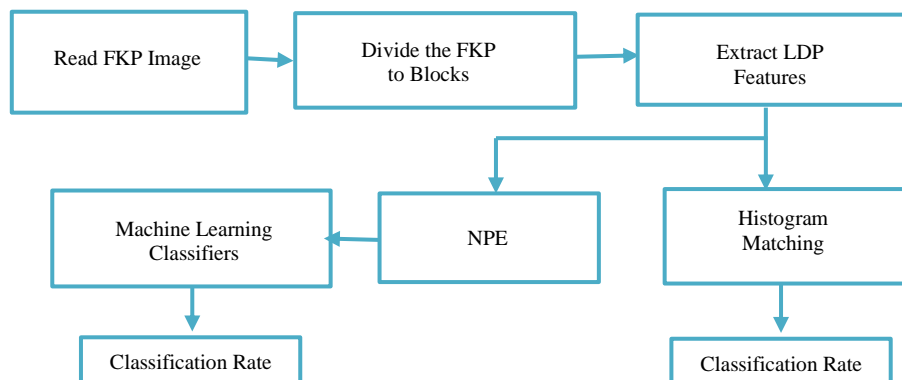 Read FKP Image
Divide the FKP
to Blocks
Extract LDP
Features
Machine Learning
Classifiers
NPE
Histogram
Matching
Classification Rate
Classification Rate